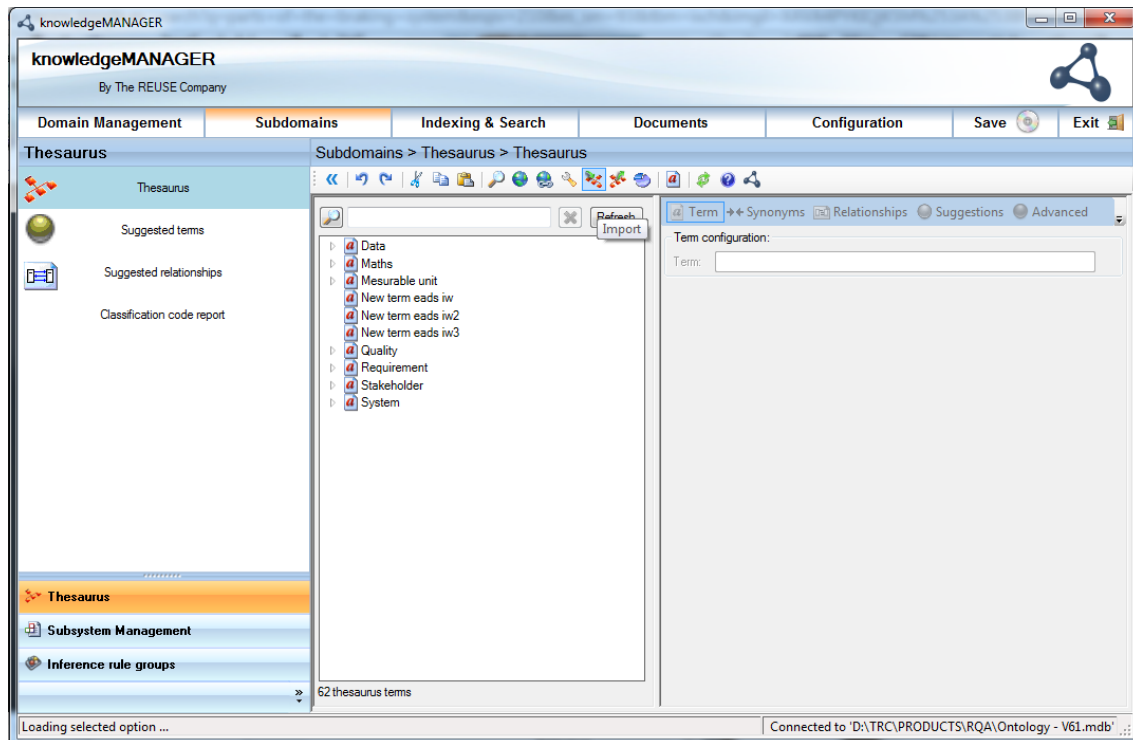 knowledgeMANAGER
knowledgeMANAGER
By The REUSE Company
Domain Management Subdomains Indexing & Search Documents Configuration Save Exit
Thesaurus
Subdomains > Thesaurus > Thesaurus
Thesaurus
Suggested terms
Suggested relationships
Classification code report
Refresh
Import
Data
Maths
Mesurable unit
New term eads iw
New term eads iw2
New term eads iw3
Quality
Requirement
Stakeholder
System
Term Synonyms Relationships Suggestions Advanced
Term configuration:
Term:
Thesaurus
Subsystem Management
Inference rule groups
62 thesaurus terms
Loading selected option ...
Connected to 'D:\TRC\PRODUCTS\RQA\Ontology - V61.mdb'